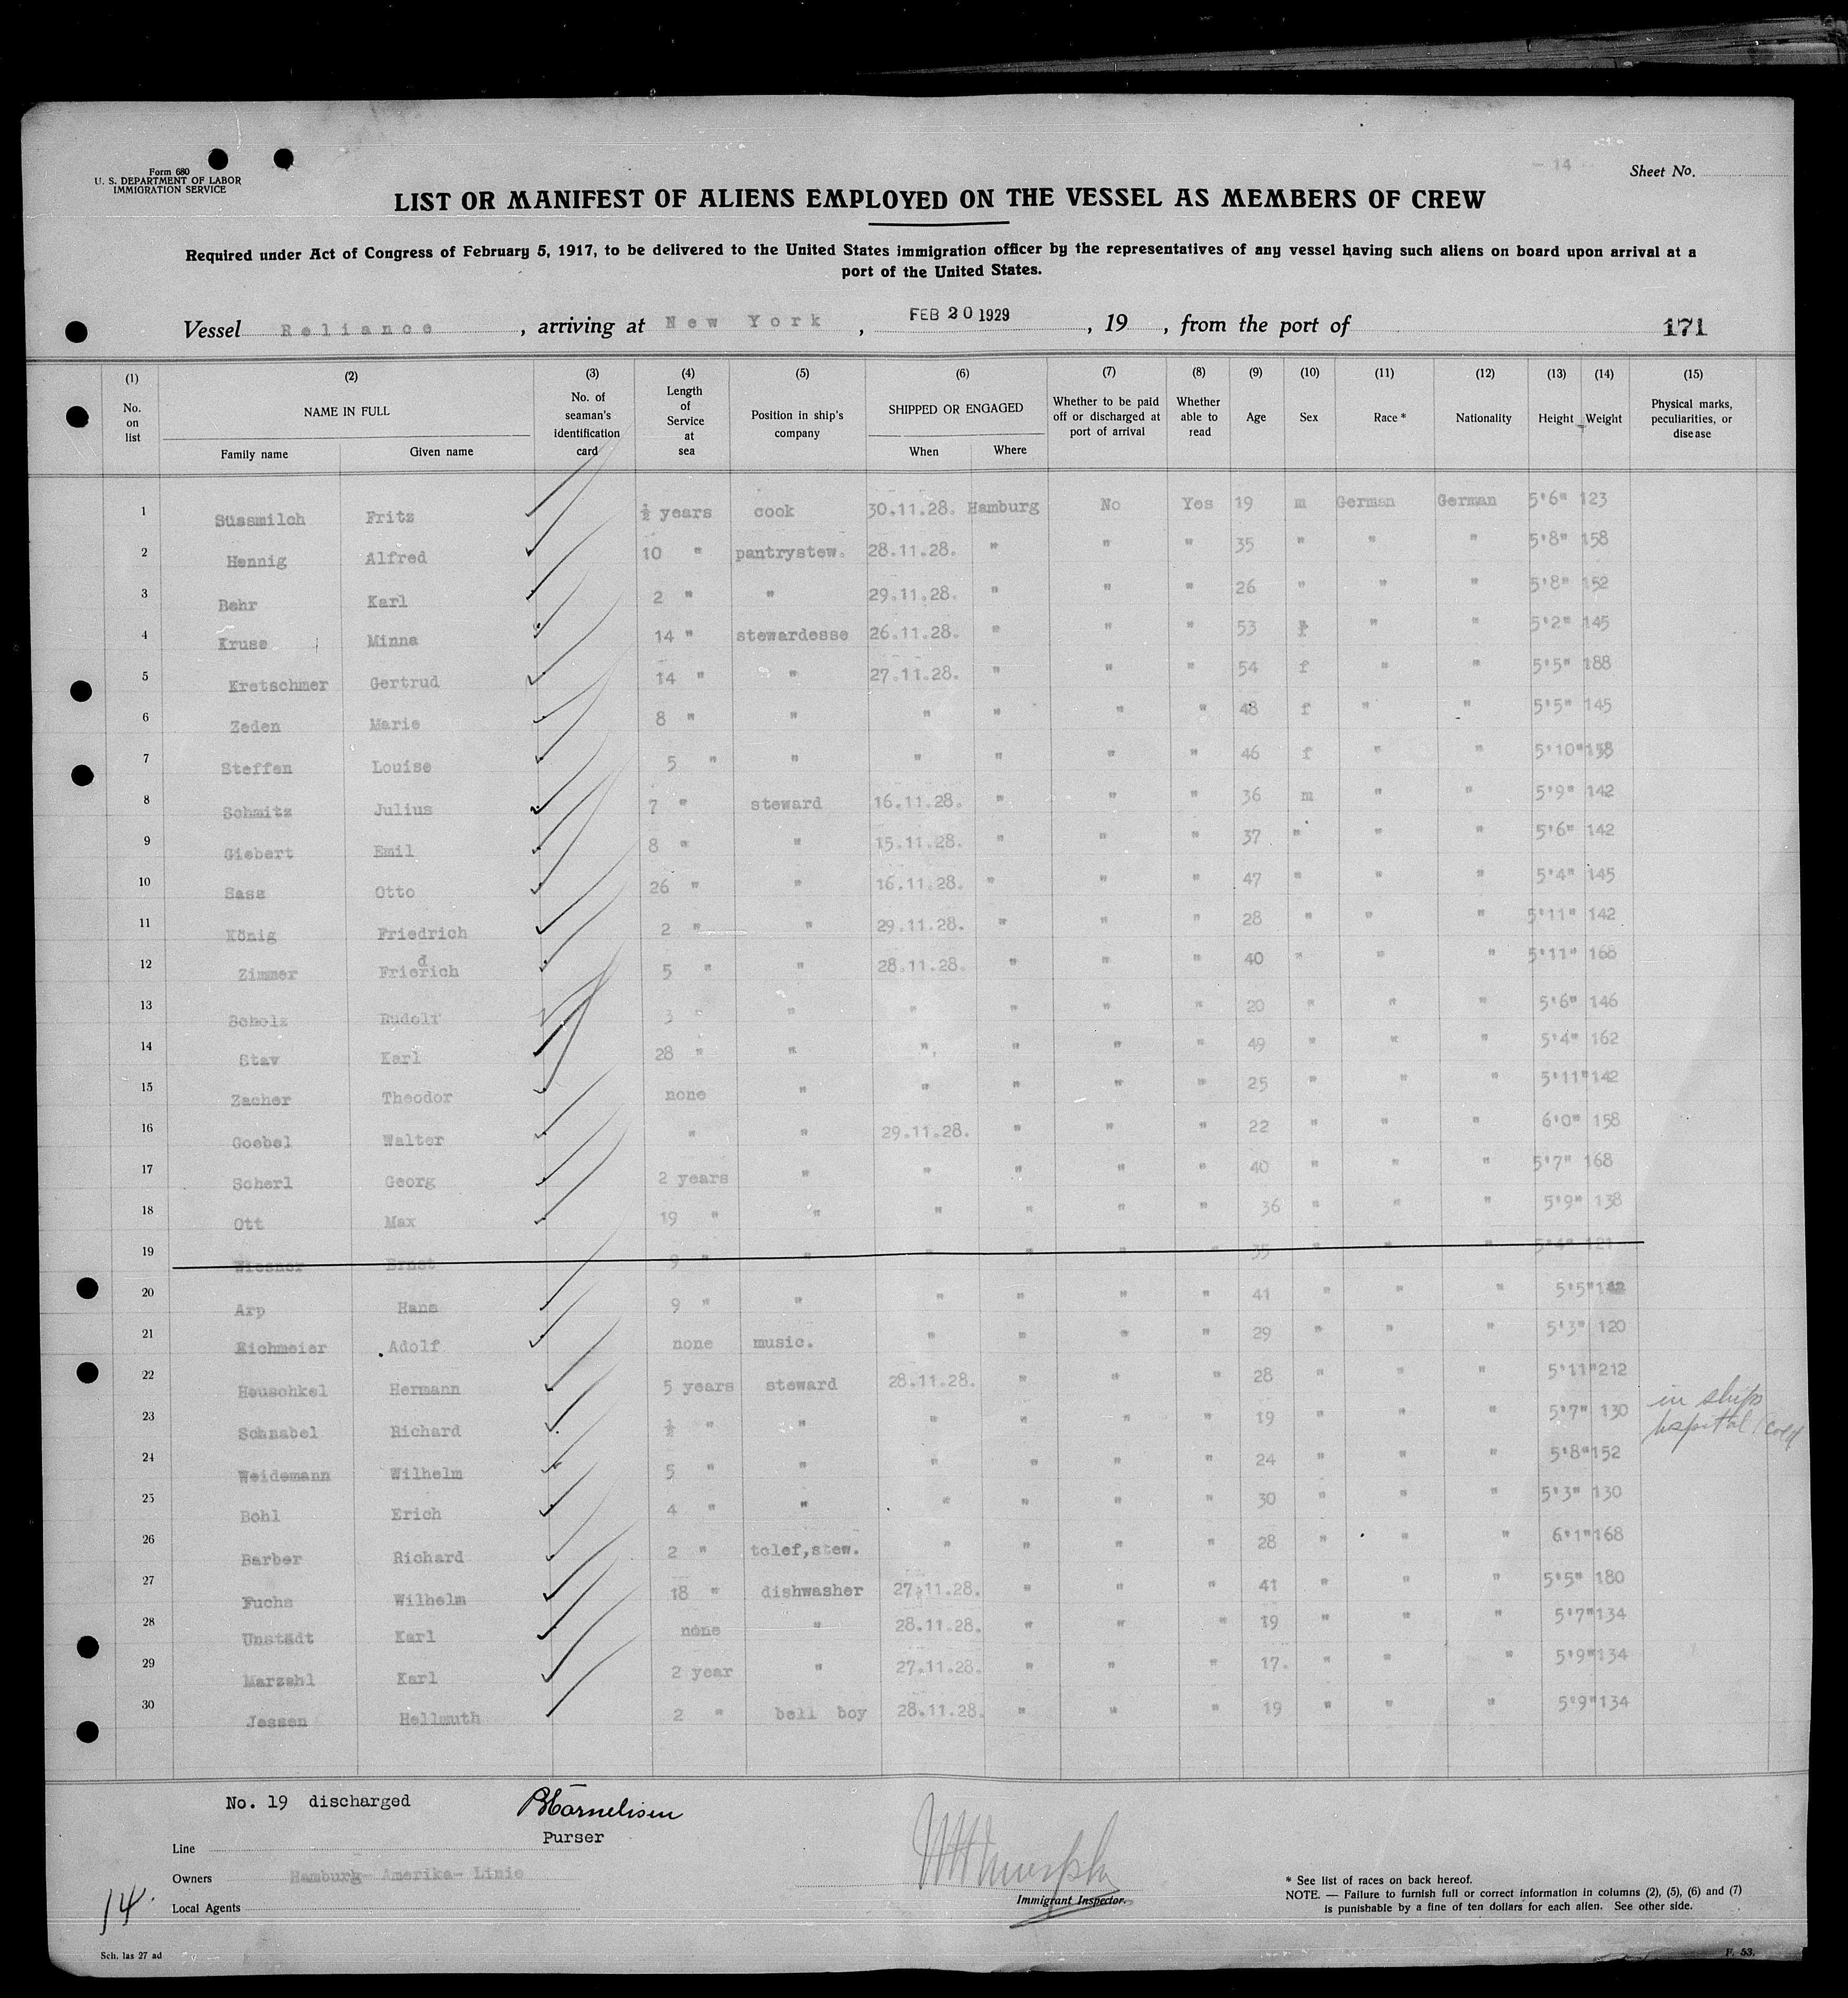 Form 680
U. S. DEPARTMENT OF LABOR
IMMIGRATION SERVICE
- 14
Sheet No.
LIST OR MANIFEST OF ALIENS EMPLOYED ON THE VESSEL AS MEMBERS OF CREW
Required under Act of Congress of February 5, 1917, to be delivered to the United States immigration officer by the representatives of any vessel having such aliens on board upon arrival at a
port of the United States.
Vessel Reliance, arriving at New York, FEB 20 1929, 19 , from the port of 171
(1) No. on list
(2) NAME IN FULL Family name Given name
(3) No. of seaman's identification card
(4) Length of Service at sea
(5) Position in ship's company
(6) SHIPPED OR ENGAGED When Where
(7) Whether to be paid off or discharged at port of arrival
(8) Whether able to read
(9) Age
(10) Sex
(11) Race *
(12) Nationality
(13) Height
(14) Weight
(15) Physical marks, peculiarities, or disease
1 Süssmilch Fritz ½ years cook 30.11.28. Hamburg No Yes 19 m German German 5'6" 123
2 Hennig Alfred 10 " pantrystew. 28.11.28. " " " 35 " " " 5'8" 158
3 Behr Karl 2 " " 29.11.28. " " " 26 " " " 5'8" 152
4 Kruse Minna 14 " stewardesse 26.11.28. " " " 53 f " " 5'2" 145
5 Kretschmer Gertrud 14 " " 27.11.28. " " " 54 f " " 5'5" 188
6 Zeden Marie 8 " " " " " " 48 f " " 5'5" 145
7 Steffen Louise 5 " " " " " " 46 f " " 5'10" 158
8 Schmitz Julius 7 " steward 16.11.28. " " " 36 m " " 5'9" 142
9 Giebert Emil 8 " " 15.11.28. " " " 37 " " " 5'6" 142
10 Sass Otto 26 " " 16.11.28. " " " 47 " " " 5'4" 145
11 König Friedrich 2 " " 29.11.28. " " " 28 " " " 5'11" 142
12 Zimmer Friedrich 5 " " 28.11.28. " " " 40 " " " 5'11" 168
13 Scholz Rudolf 3 " " " " " " 20 " " " 5'6" 146
14 Stav Karl 28 " " " " " " 49 " " " 5'4" 162
15 Zacher Theodor none " " " " " 25 " " " 5'11" 142
16 Goebel Walter " " 29.11.28. " " " 22 " " " 6'0" 158
17 Scherl Georg 2 years " " " " " 40 " " " 5'7" 168
18 Ott Max 19 " " " " " " 36 " " " 5'9" 138
19 Wiesner Ernst 9 " " " " " " 35 " " " 5'4" 121
20 Arp Hans 9 " " " " " " 41 " " " 5'5" 142
21 Eichmeier Adolf none music. " " " " 29 " " " 5'3" 120
22 Heuschkel Hermann 5 years steward 28.11.28. " " " 28 " " " 5'11" 212
23 Schnabel Richard ½ " " " " " " 19 " " " 5'7" 130 in ships hspital (cold
24 Weidemann Wilhelm 5 " " " " " " 24 " " " 5'8" 152
25 Bohl Erich 4 " " " " " " 30 " " " 5'3" 130
26 Barber Richard 2 " telef,stew. " " " " 28 " " " 6'1" 168
27 Fuchs Wilhelm 18 " dishwasher 27.11.28. " " " 41 " " " 5'5" 180
28 Unstädt Karl none " 28.11.28. " " " 19 " " " 5'7" 134
29 Marzahl Karl 2 year " 27.11.28. " " " 17. " " " 5'9" 134
30 Jessen Hellmuth 2 " bell boy 28.11.28. " " " 19 " " " 5'9" 134
No. 19 discharged
Cornelisen
Purser
Line
Owners Hamburg-Amerika-Linie
Local Agents
14.
Murphy
Immigrant Inspector.
* See list of races on back hereof.
NOTE. — Failure to furnish full or correct information in columns (2), (5), (6) and (7)
is punishable by a fine of ten dollars for each alien. See other side.
Sch. las 27 ad
F. 53.